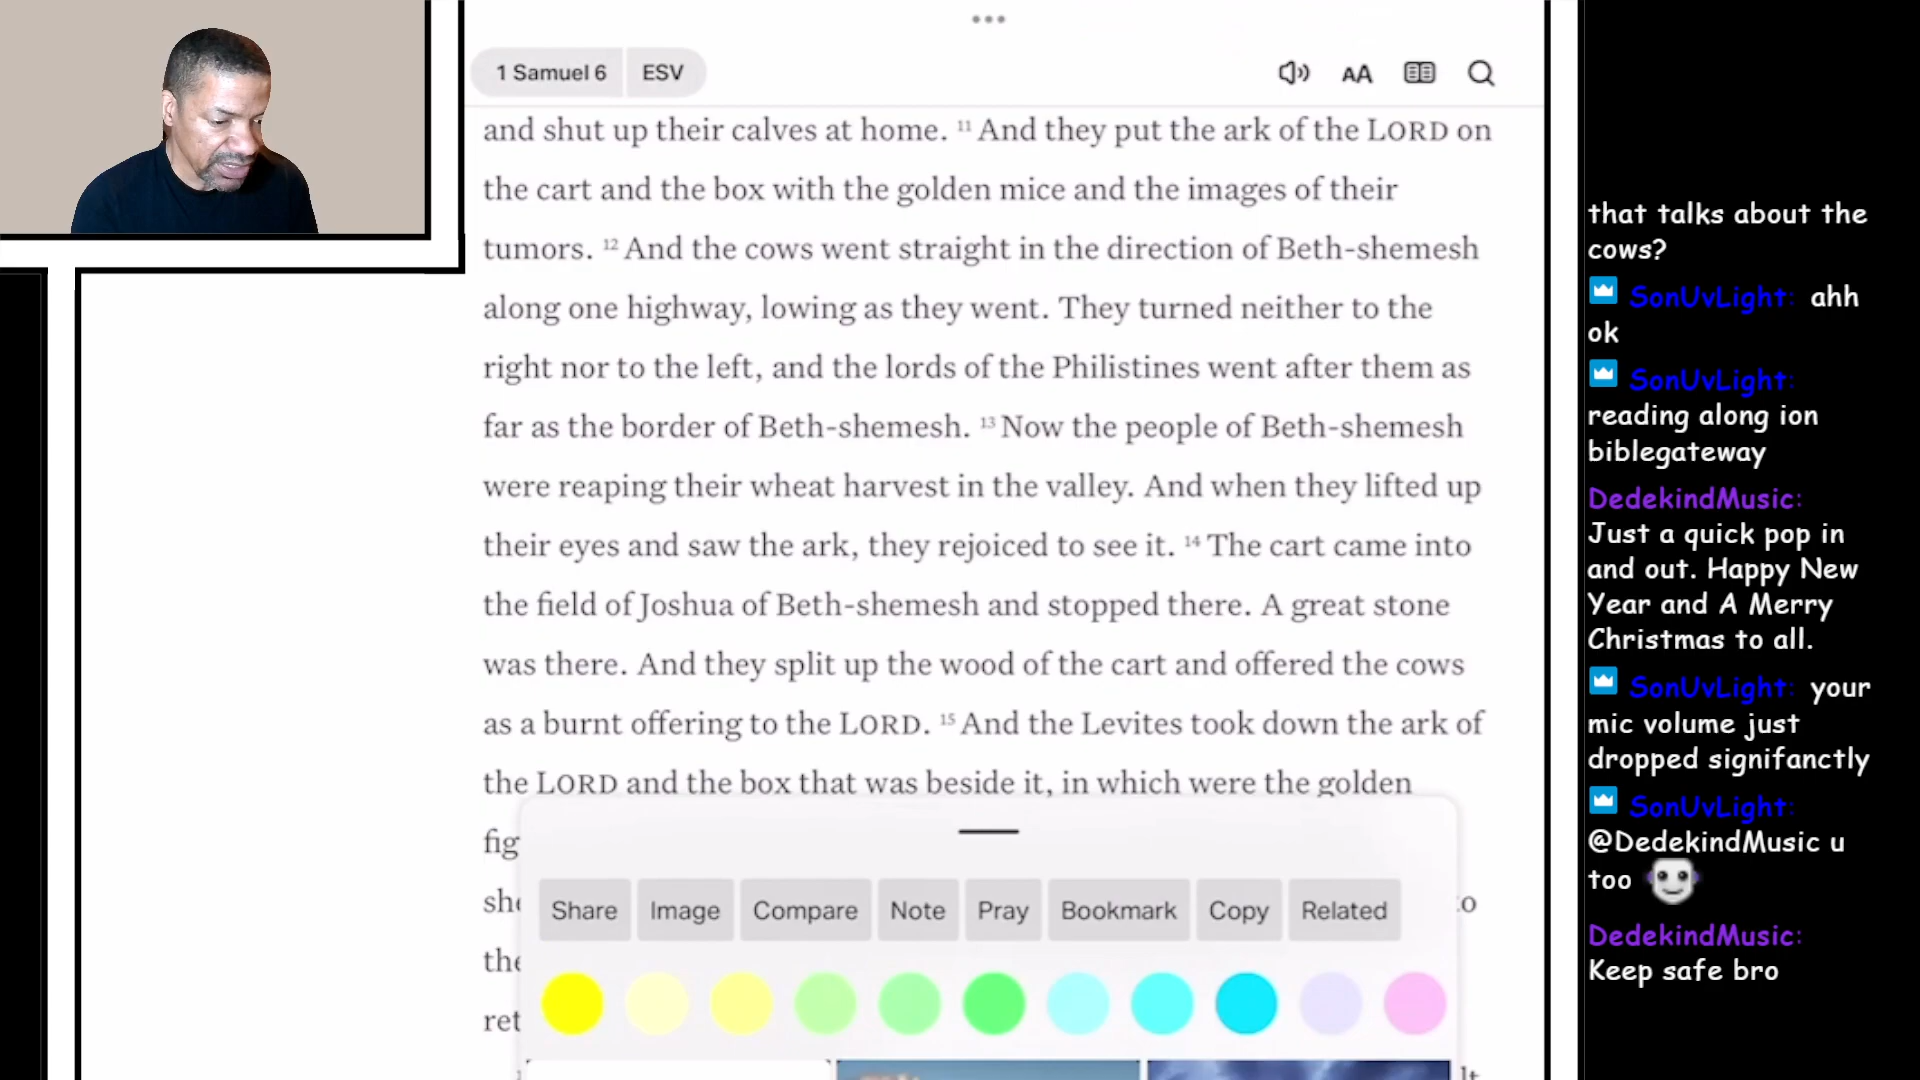 1 Samuel 6
ESV
AA
and shut up their calves at home. 11 And they put the ark of the LORD on
the cart and the box with the golden mice and the images of their
tumors. 12 And the cows went straight in the direction of Beth-shemesh
along one highway, lowing as they went. They turned neither to the
right nor to the left, and the lords of the Philistines went after them as
far as the border of Beth-shemesh. 13 Now the people of Beth-shemesh
were reaping their wheat harvest in the valley. And when they lifted up
their eyes and saw the ark, they rejoiced to see it. 14 The cart came into
the field of Joshua of Beth-shemesh and stopped there. A great stone
was there. And they split up the wood of the cart and offered the cows
as a burnt offering to the LORD. 15 And the Levites took down the ark of
the LORD and the box that was beside it, in which were the golden
fig
she
the
ret
Share
Image
Compare
Note
Pray
Bookmark
Copy
Related
that talks about the
cows?
SonUvLight: ahh
ok
SonUvLight:
reading along ion
biblegateway
DedekindMusic:
Just a quick pop in
and out. Happy New
Year and A Merry
Christmas to all.
SonUvLight: your
mic volume just
dropped signifanctly
SonUvLight:
@DedekindMusic u
too
DedekindMusic:
Keep safe bro